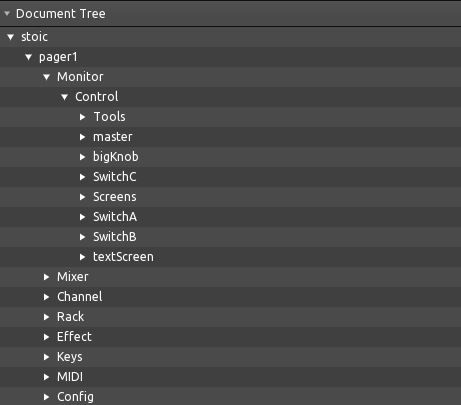 Document Tree
stoic
pager1
Monitor
Control
Tools
master
bigKnob
SwitchC
Screens
SwitchA
SwitchB
textScreen
Mixer
Channel
Rack
Effect
Keys
MIDI
Config